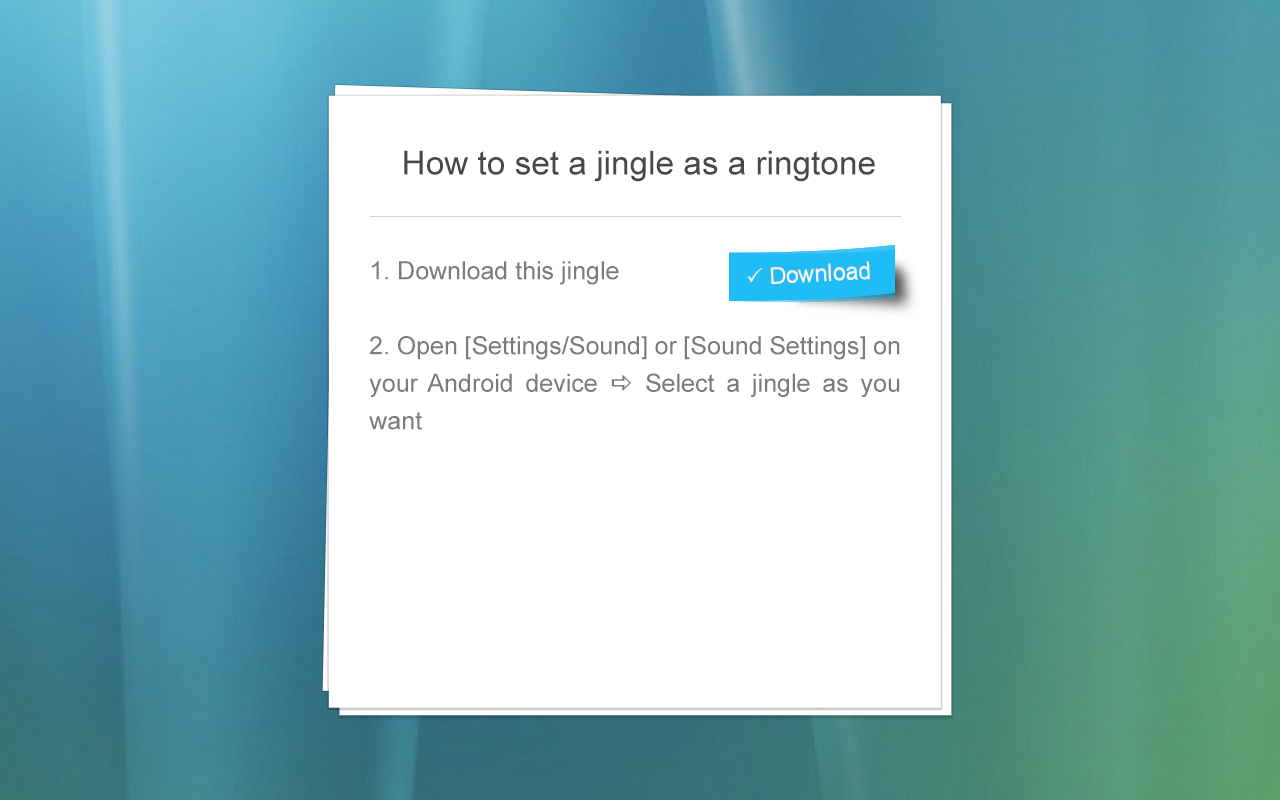 How to set a jingle as a ringtone
1. Download this jingle
✓ Download
2. Open [Settings/Sound] or [Sound Settings] on
your Android device ⇨ Select a jingle as you
want